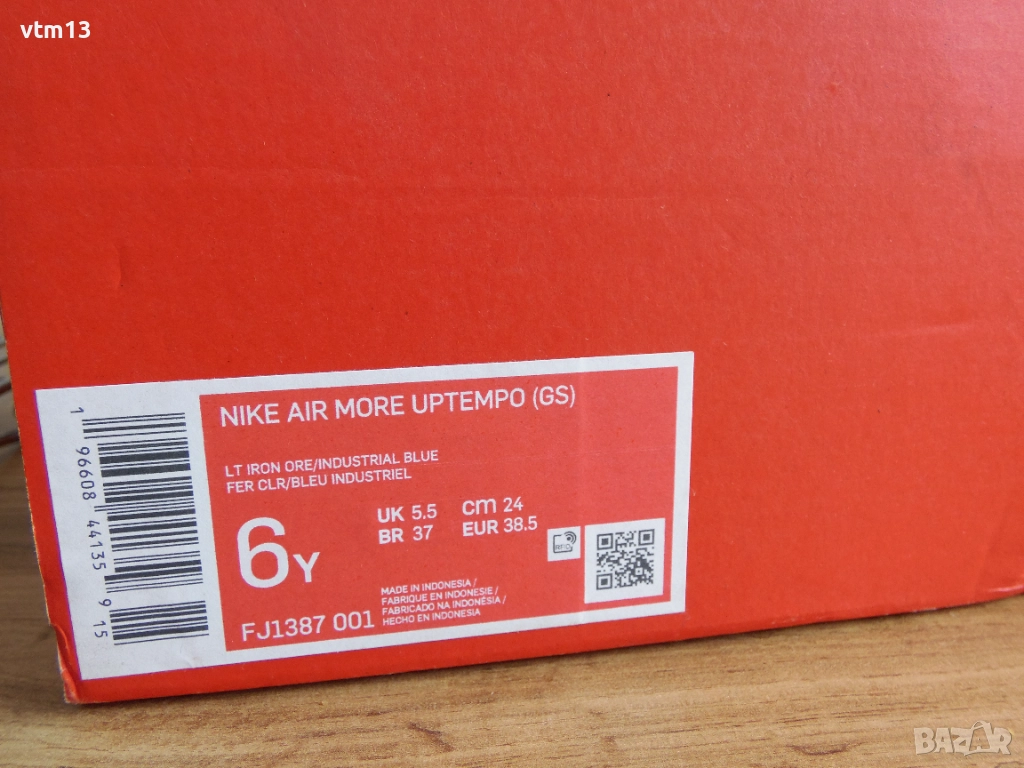 vtm13
NIKE AIR MORE UPTEMPO (GS)
LT IRON ORE/INDUSTRIAL BLUE
FER CLR/BLEU INDUSTRIEL
6Y
UK 5.5 cm 24
BR 37 EUR 38.5
FJ1387 001
MADE IN INDONESIA /
FABRIQUE EN INDONESIE /
FABRICADO NA INDONÉSIA /
HECHO EN INDONESIA
1 96608 44135 9 15
RFID
BAZAR